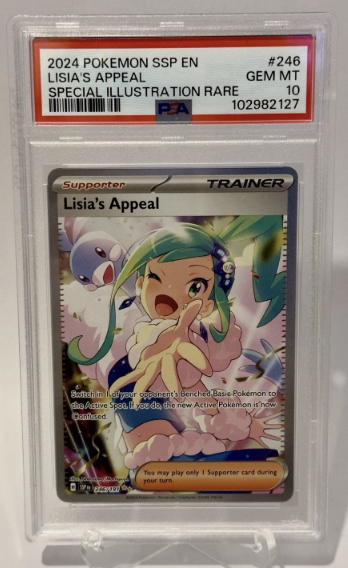 2024 POKEMON SSP EN #246
LISIA'S APPEAL GEM MT
SPECIAL ILLUSTRATION RARE 10
PSA 102982127
Supporter TRAINER
Lisia's Appeal
Switch in 1 of your opponent's Benched Basic Pokémon to
the Active Spot. If you do, the new Active Pokémon is now
Confused.
You may play only 1 Supporter card during
your turn.
246/191